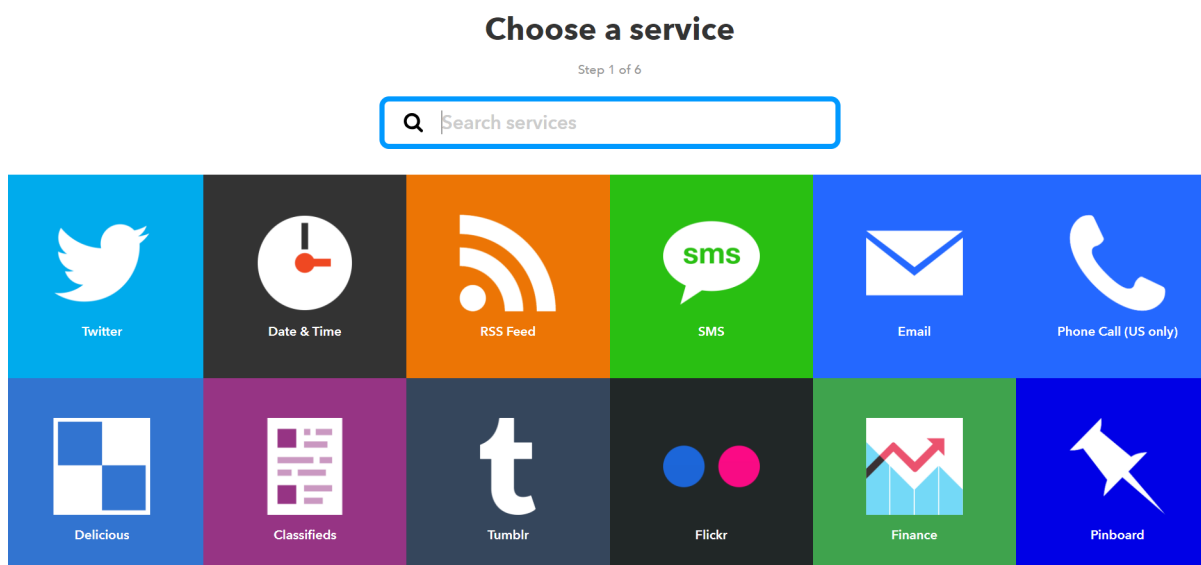 Choose a service
Step 1 of 6
Search services
sms
Twitter
Date & Time
RSS Feed
SMS
Email
Phone Call (US only)
Delicious
Classifieds
Tumblr
Flickr
Finance
Pinboard